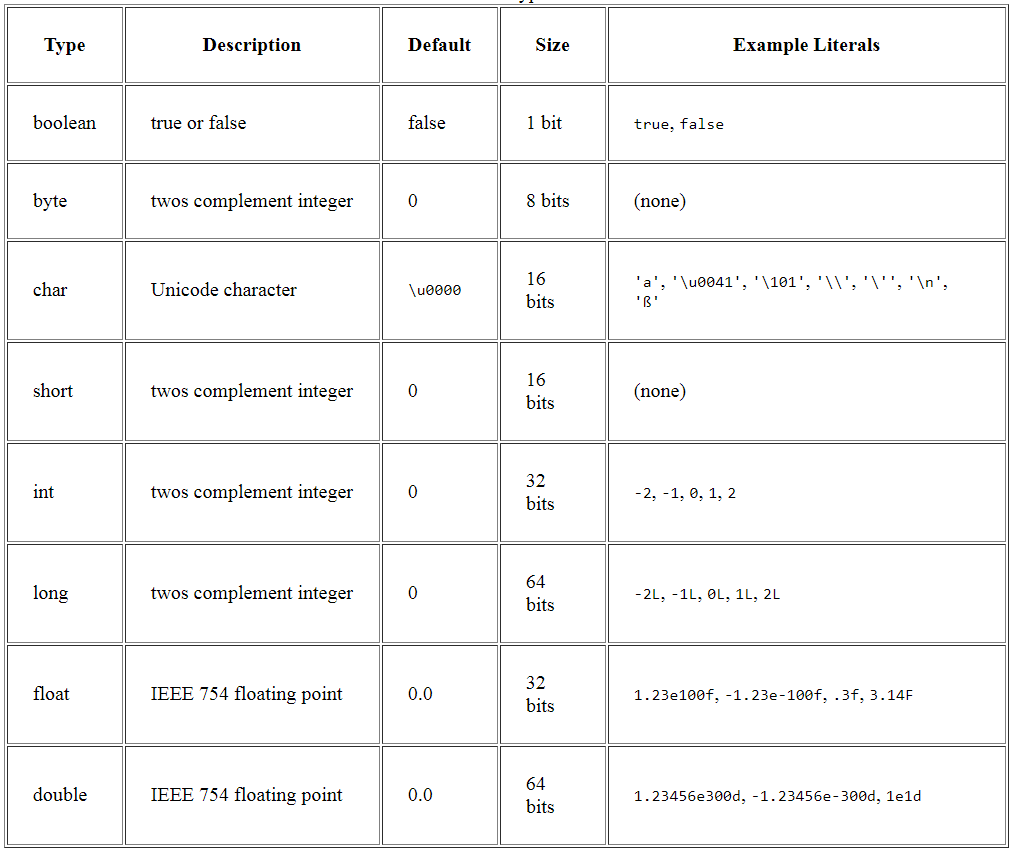 Type Description Default Size Example Literals
boolean true or false false 1 bit true, false
byte twos complement integer 0 8 bits (none)
char Unicode character \u0000 16 bits 'a', '\u0041', '\101', '\\', '\'', '\n',
'ß'
short twos complement integer 0 16 bits (none)
int twos complement integer 0 32 bits -2, -1, 0, 1, 2
long twos complement integer 0 64 bits -2L, -1L, 0L, 1L, 2L
float IEEE 754 floating point 0.0 32 bits 1.23e100f, -1.23e-100f, .3f, 3.14F
double IEEE 754 floating point 0.0 64 bits 1.23456e300d, -1.23456e-300d, 1e1d